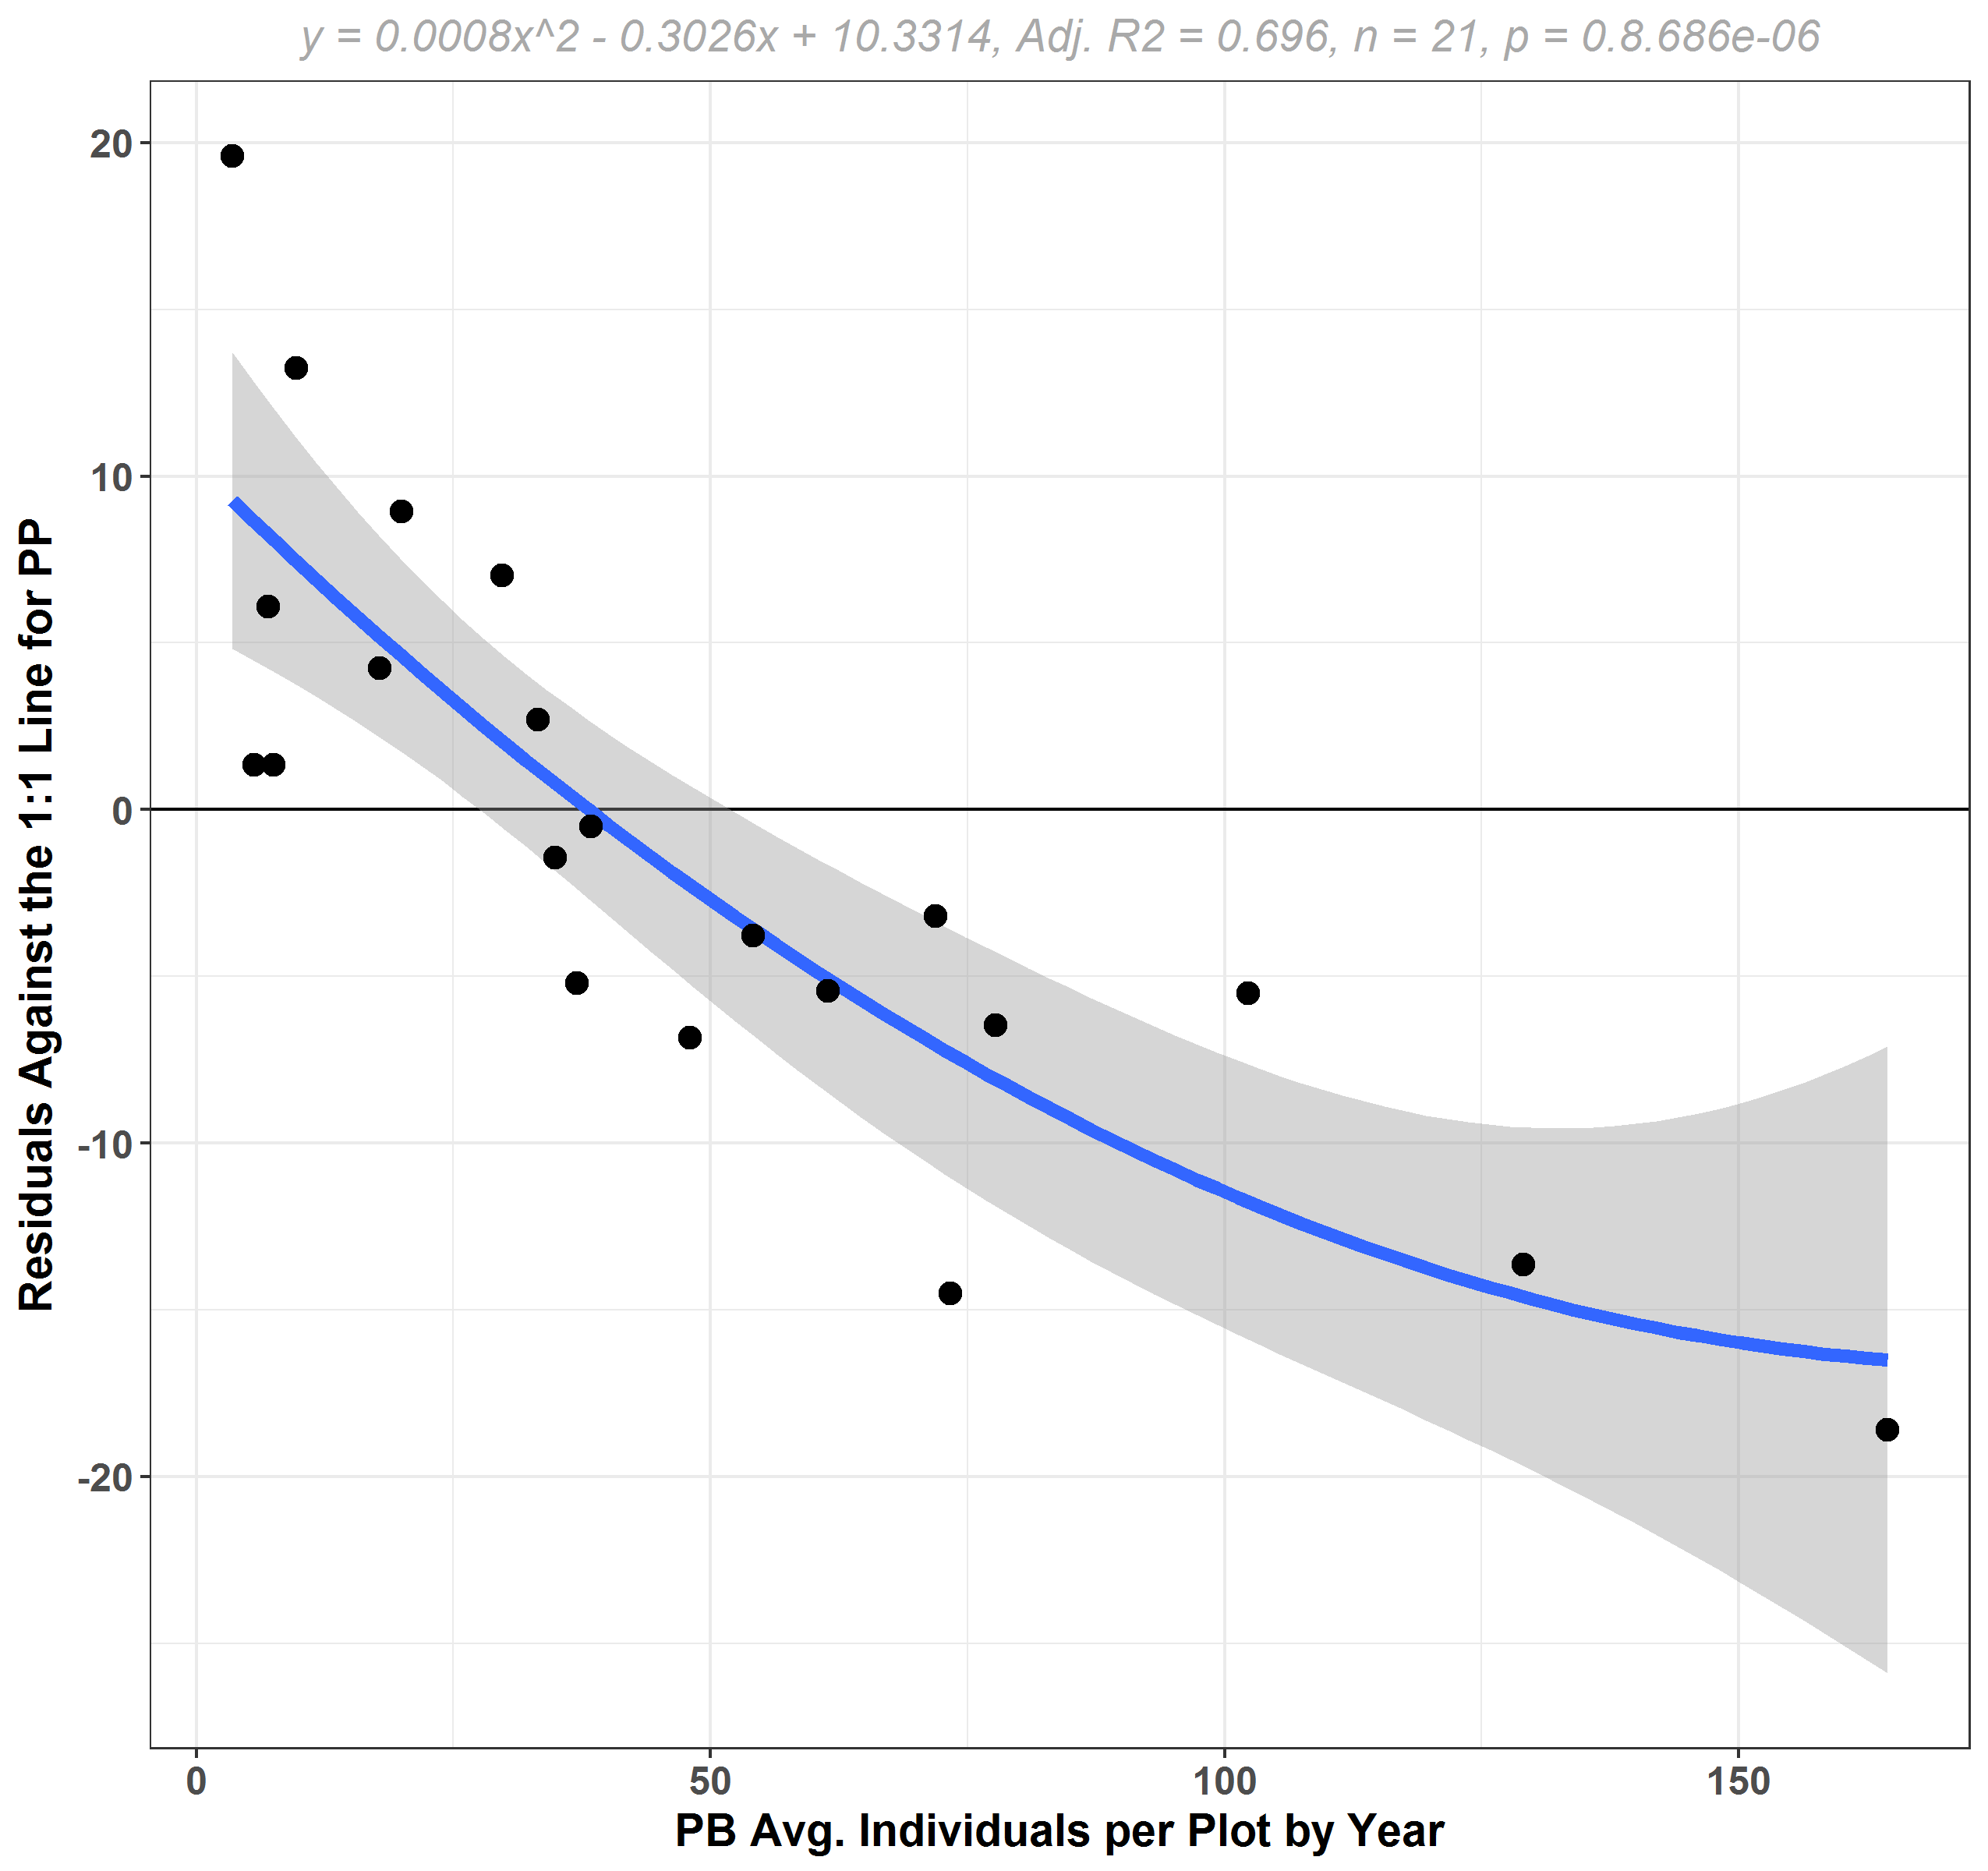 y = 0.0008x^2 - 0.3026x + 10.3314, Adj. R2 = 0.696, n = 21, p = 0.8.686e-06
20
10
0
-10
-20
Residuals Against the 1:1 Line for PP
0 50 100 150
PB Avg. Individuals per Plot by Year